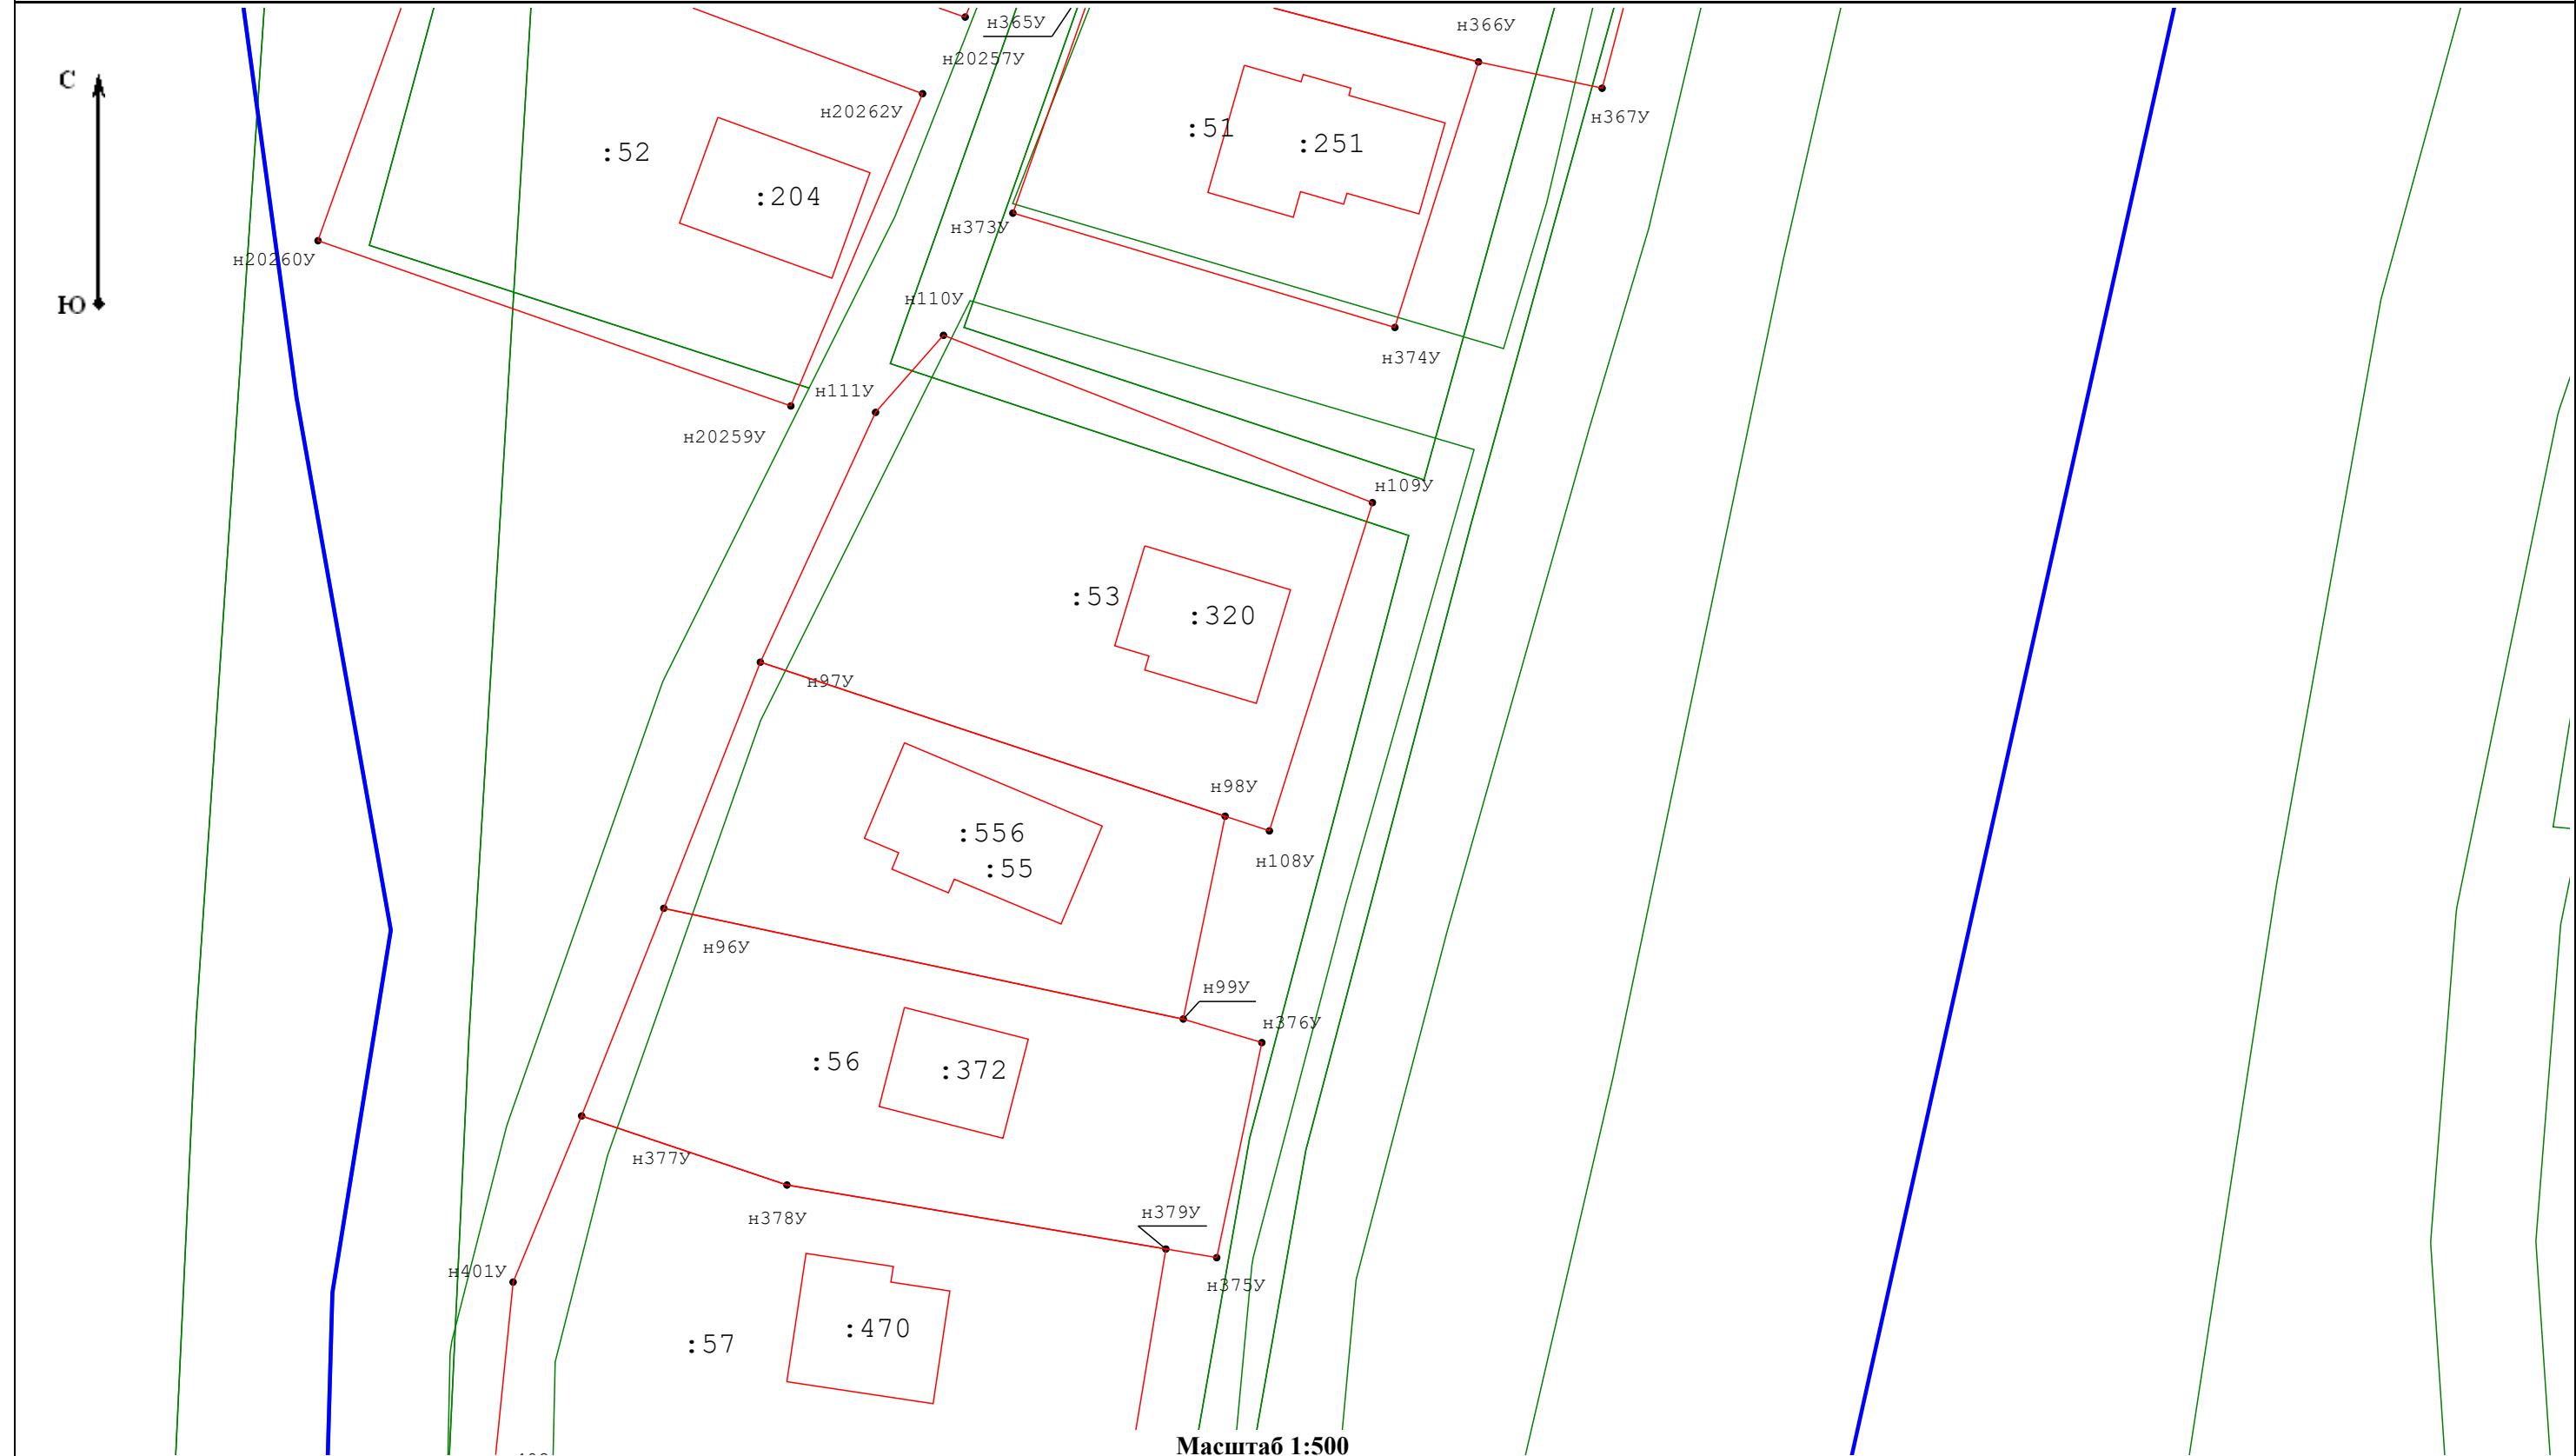 н365У
н366У
н20257У
С
н20262У
н367У
:51
:251
:52
:204
н373У
н20260У
Ю
н110У
н374У
н111У
н20259У
н109У
:53
:320
н97У
н98У
:556
н108У
:55
н96У
н99У
н376У
:56
:372
н377У
н379У
н378У
н401У
н375У
:470
:57
Масштаб 1:500